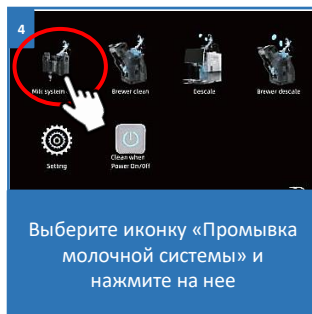 4
Milk system
Brewer clean
Descale
Brewer descale
Setting
Clean when
Power On/Off
Выберите иконку «Промывка
молочной системы» и
нажмите на нее